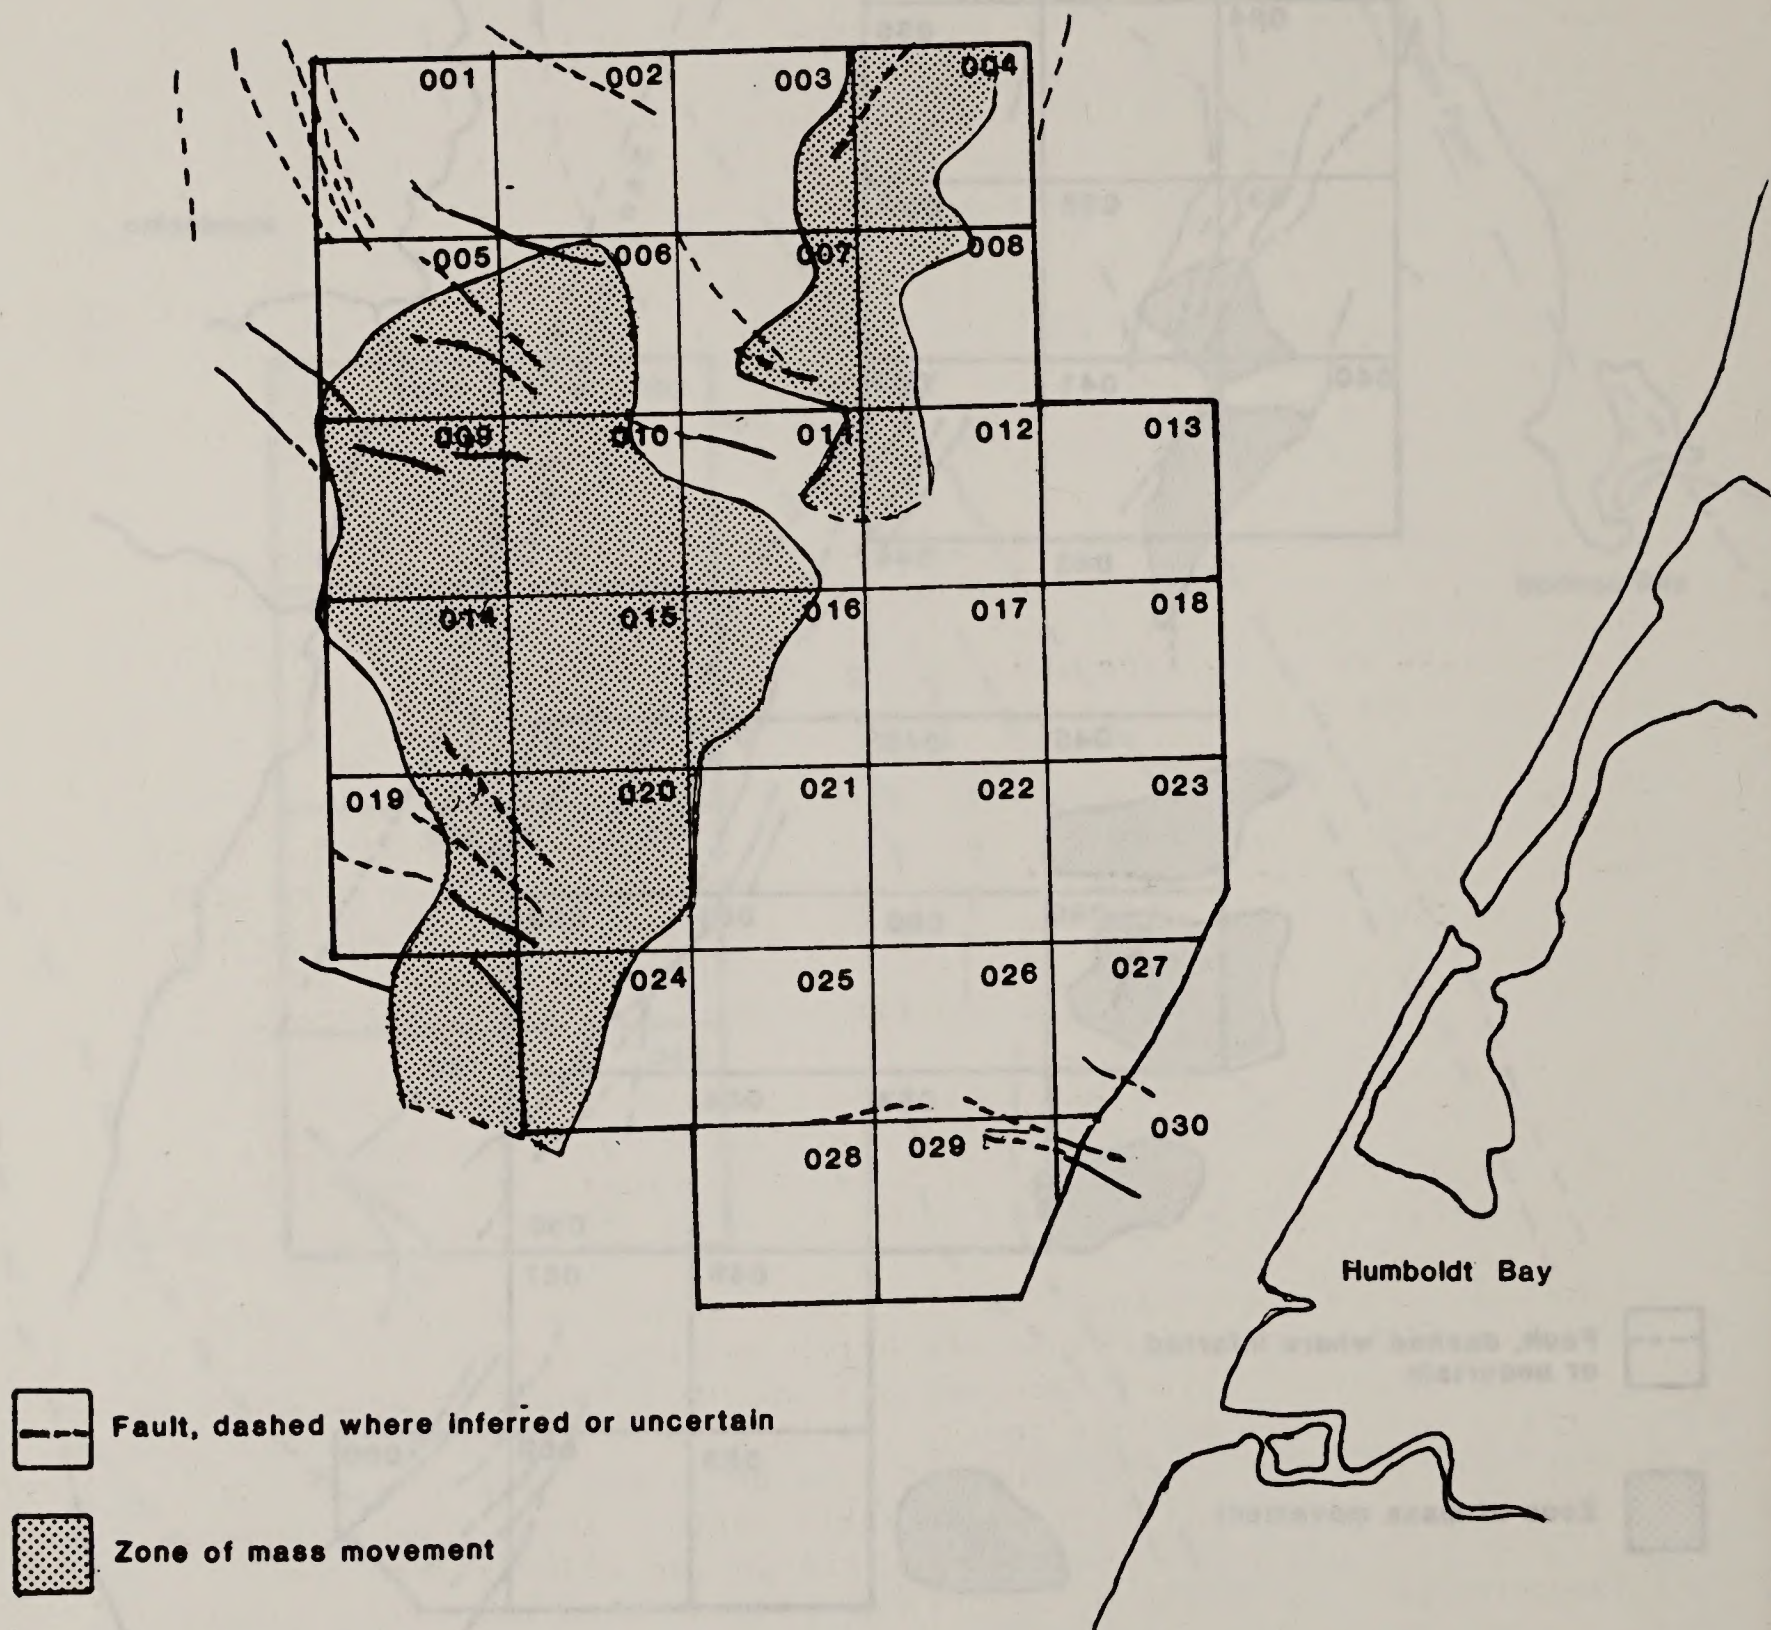 001 002 003 004
005 006 007 008
009 010 011 012 013
014 015 016 017 018
019 020 021 022 023
024 025 026 027
028 029 030
Humboldt Bay
Fault, dashed where inferred or uncertain
Zone of mass movement